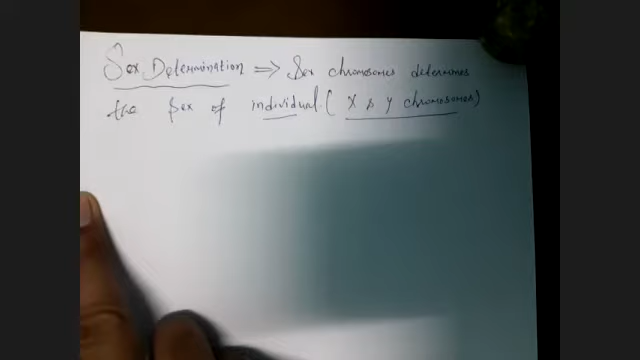 Sex Determination => Sex chromosomes determines
the sex of individual ( X & Y chromosomes)